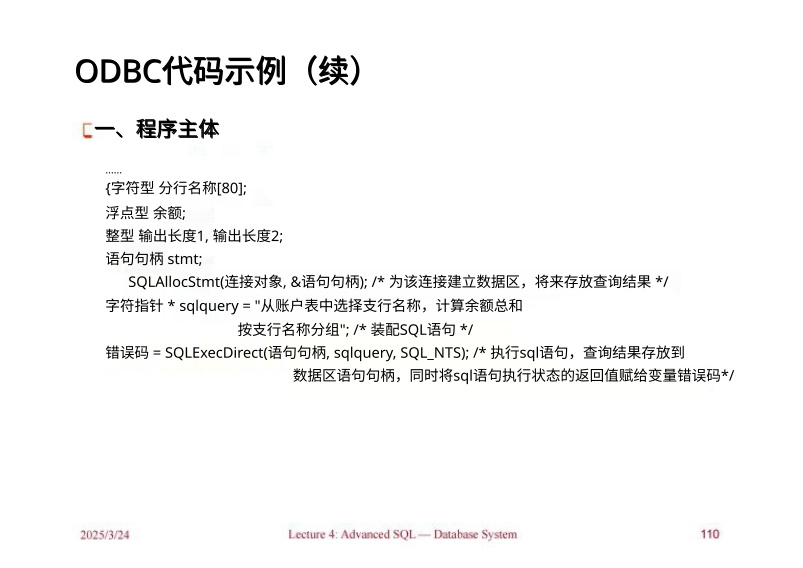 ODBC代码示例（续）
一、程序主体
......
{字符型 分行名称[80];
浮点型 余额;
整型 输出长度1, 输出长度2;
语句句柄 stmt;
SQLAllocStmt(连接对象, &语句句柄); /* 为该连接建立数据区，将来存放查询结果 */
字符指针 * sqlquery = "从账户表中选择支行名称，计算余额总和
按支行名称分组"; /* 装配SQL语句 */
错误码 = SQLExecDirect(语句句柄, sqlquery, SQL_NTS); /* 执行sql语句，查询结果存放到
数据区语句句柄，同时将sql语句执行状态的返回值赋给变量错误码*/
2025/3/24
Lecture 4: Advanced SQL — Database System
110